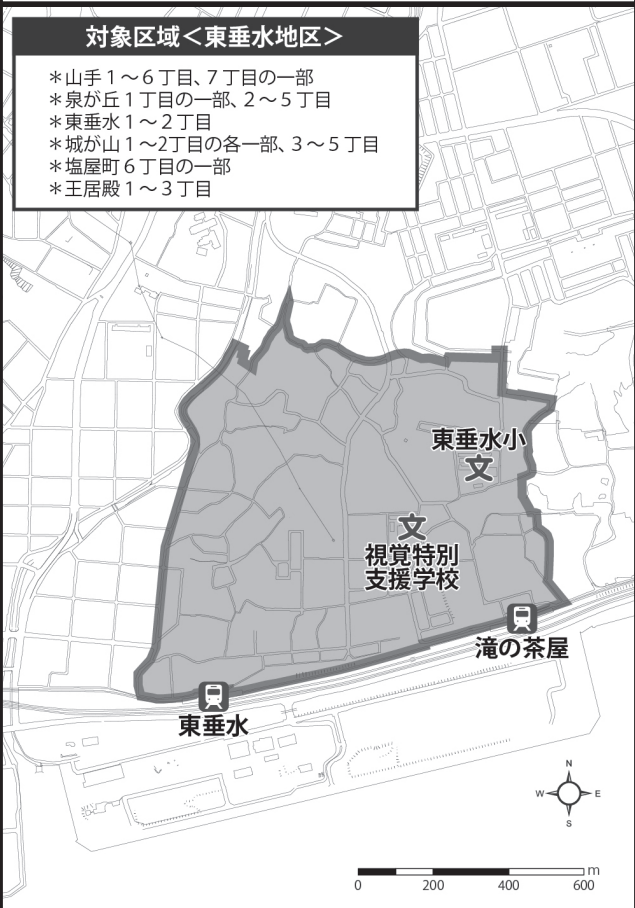 対象区域<東垂水地区>
＊山手1～6丁目、7丁目の一部
＊泉が丘1丁目の一部、2～5丁目
＊東垂水1～2丁目
＊城が山1～2丁目の各一部、3～5丁目
＊塩屋町6丁目の一部
＊王居殿1～3丁目
東垂水小
文
文
視覚特別
支援学校
滝の茶屋
東垂水
N
W E
S
m
0 200 400 600